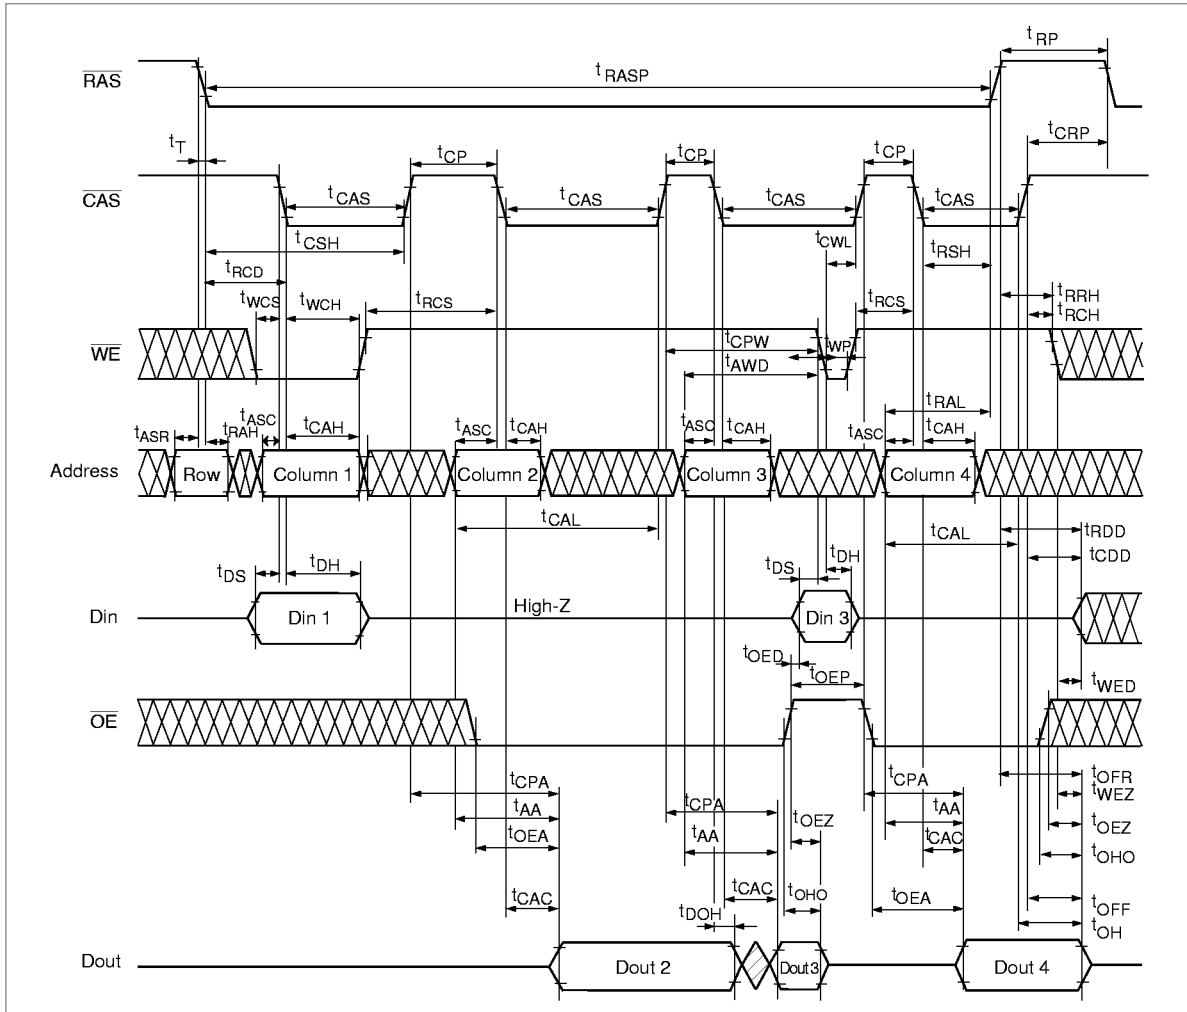 tRP
RAS
tRASP
tT
tCP
tCP
tCP
tCRP
CAS
tCAS
tCAS
tCAS
tCAS
tCSH
tCWL
tRSH
tRCD
tWCS
tWCH
tRCS
tRCS
tRRH
tRCH
WE
tCPW
tWP
tAWD
tRAL
tASR
tRAH
tASC
tCAH
tASC
tCAH
tASC
tCAH
tASC
tCAH
Address
Row
Column 1
Column 2
Column 3
Column 4
tCAL
tCAL
tRDD
tCDD
tDS
tDH
tDS
tDH
Din
Din 1
High-Z
Din 3
tOED
tOEP
tWED
OE
tCPA
tCPA
tOFR
tWEZ
tAA
tCPA
tOEZ
tAA
tOEZ
tOEA
tAA
tCAC
tOHO
tCAC
tCAC
tOHO
tOEA
tOFF
tDOH
tOH
Dout
Dout 2
Dout 3
Dout 4